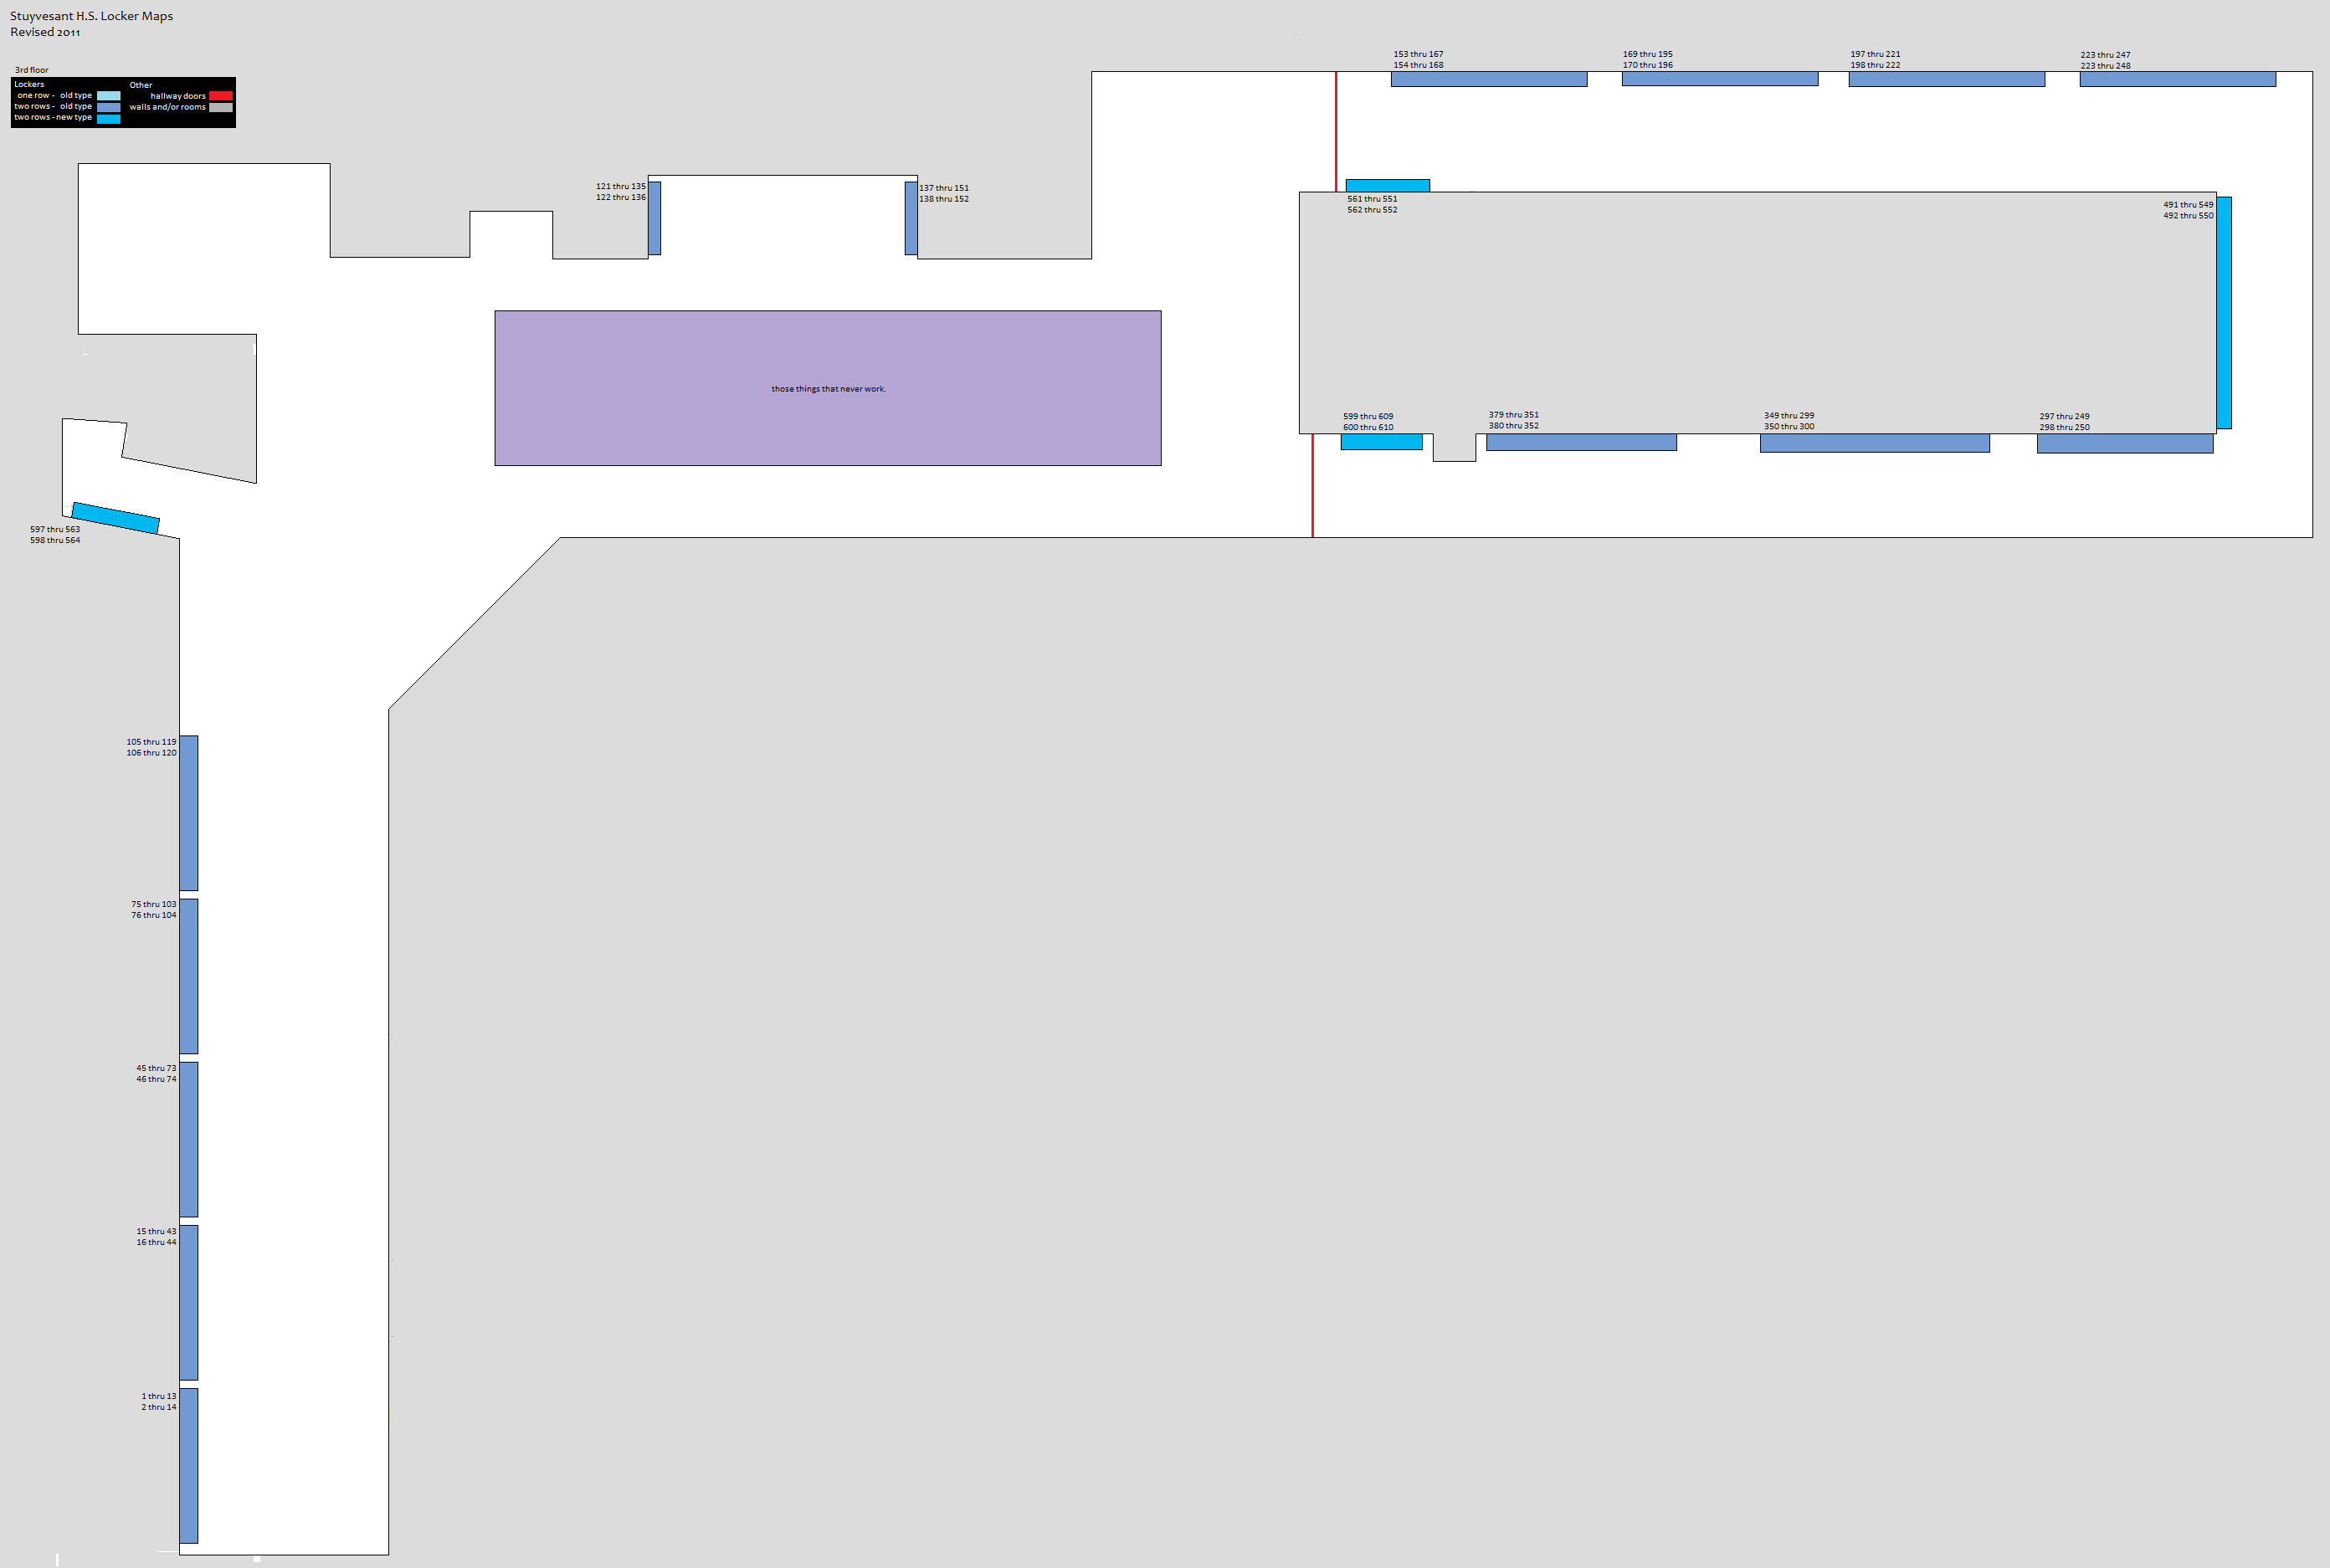 Stuyvesant H.S. Locker Maps
Revised 2011
3rd floor
Lockers
one row - old type
two rows - old type
two rows - new type
Other
hallway doors
walls and/or rooms
153 thru 167
154 thru 168
169 thru 195
170 thru 196
197 thru 221
198 thru 222
223 thru 247
223 thru 248
121 thru 135
122 thru 136
137 thru 151
138 thru 152
561 thru 551
562 thru 552
491 thru 549
492 thru 550
those things that never work.
599 thru 609
600 thru 610
379 thru 351
380 thru 352
349 thru 299
350 thru 300
297 thru 249
298 thru 250
597 thru 563
598 thru 564
105 thru 119
106 thru 120
75 thru 103
76 thru 104
45 thru 73
46 thru 74
15 thru 43
16 thru 44
1 thru 13
2 thru 14